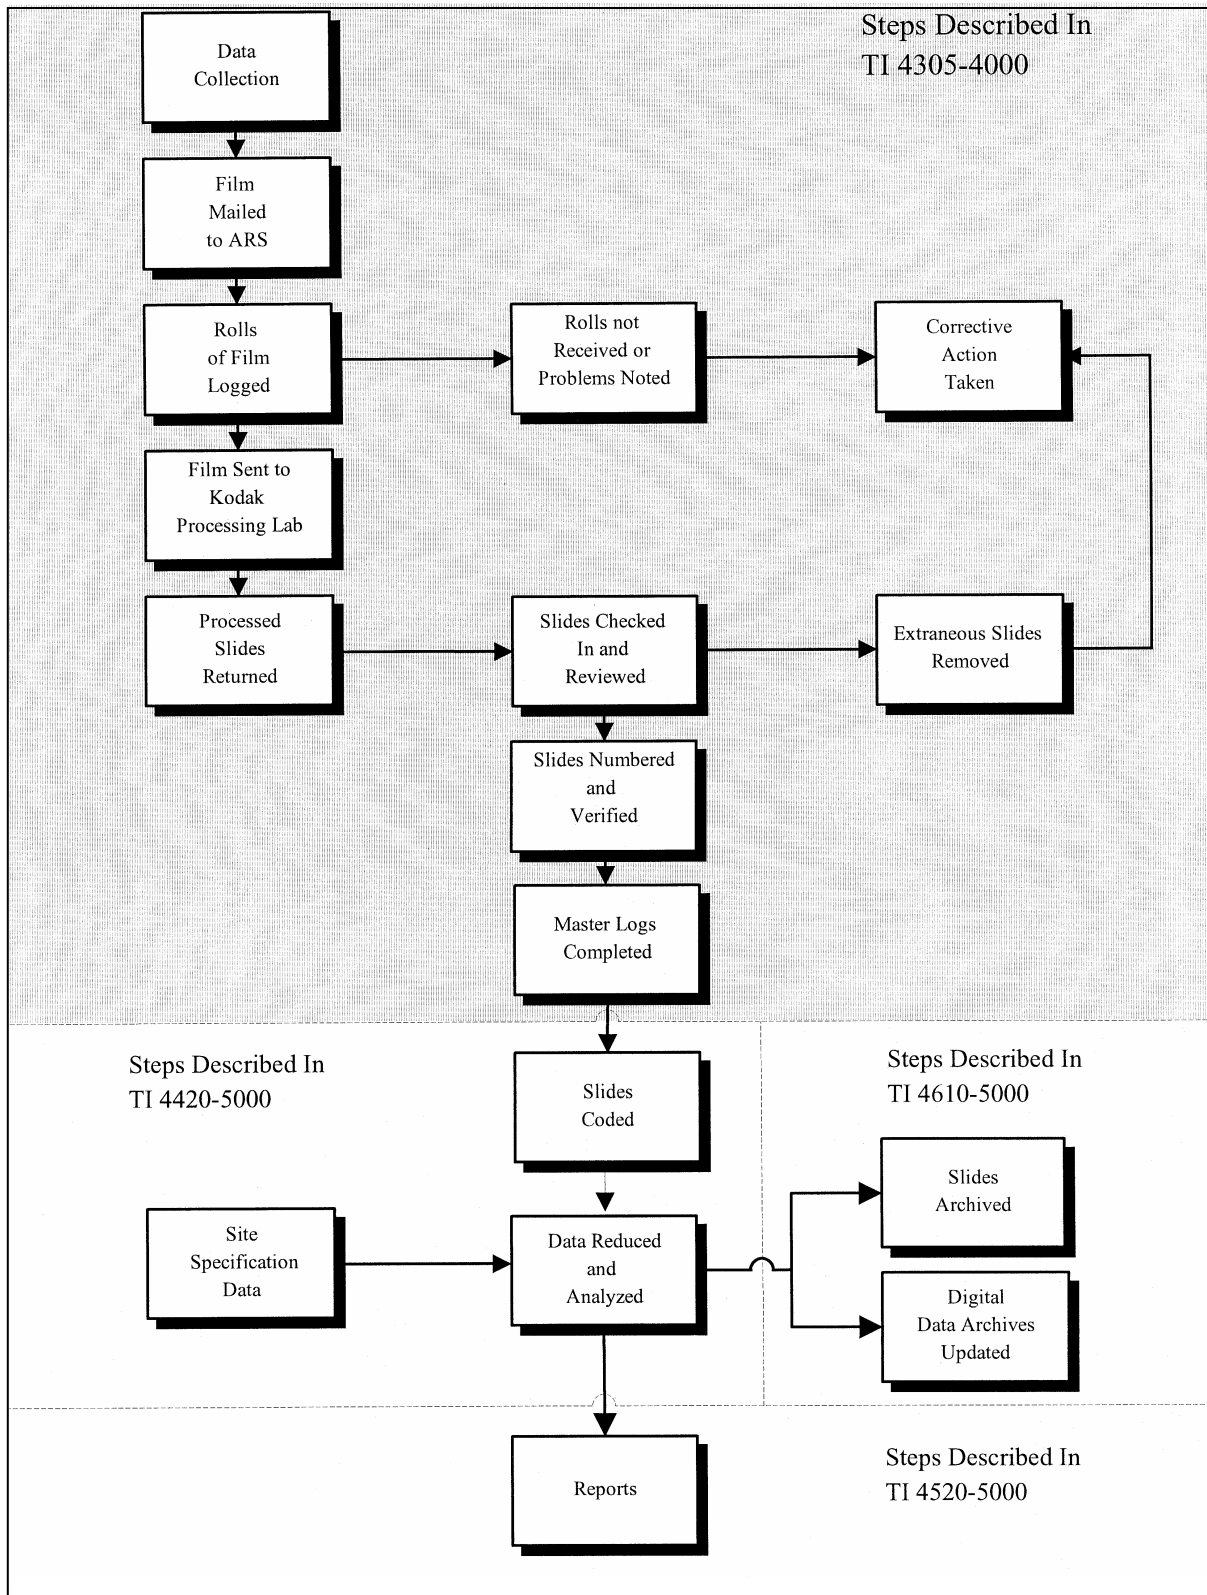 Steps Described In
TI 4305-4000
Data
Collection
Film
Mailed
to ARS
Rolls
of Film
Logged
Rolls not
Received or
Problems Noted
Corrective
Action
Taken
Film Sent to
Kodak
Processing Lab
Processed
Slides
Returned
Slides Checked
In and
Reviewed
Extraneous Slides
Removed
Slides Numbered
and
Verified
Master Logs
Completed
Steps Described In
TI 4420-5000
Slides
Coded
Steps Described In
TI 4610-5000
Slides
Archived
Site
Specification
Data
Data Reduced
and
Analyzed
Digital
Data Archives
Updated
Reports
Steps Described In
TI 4520-5000